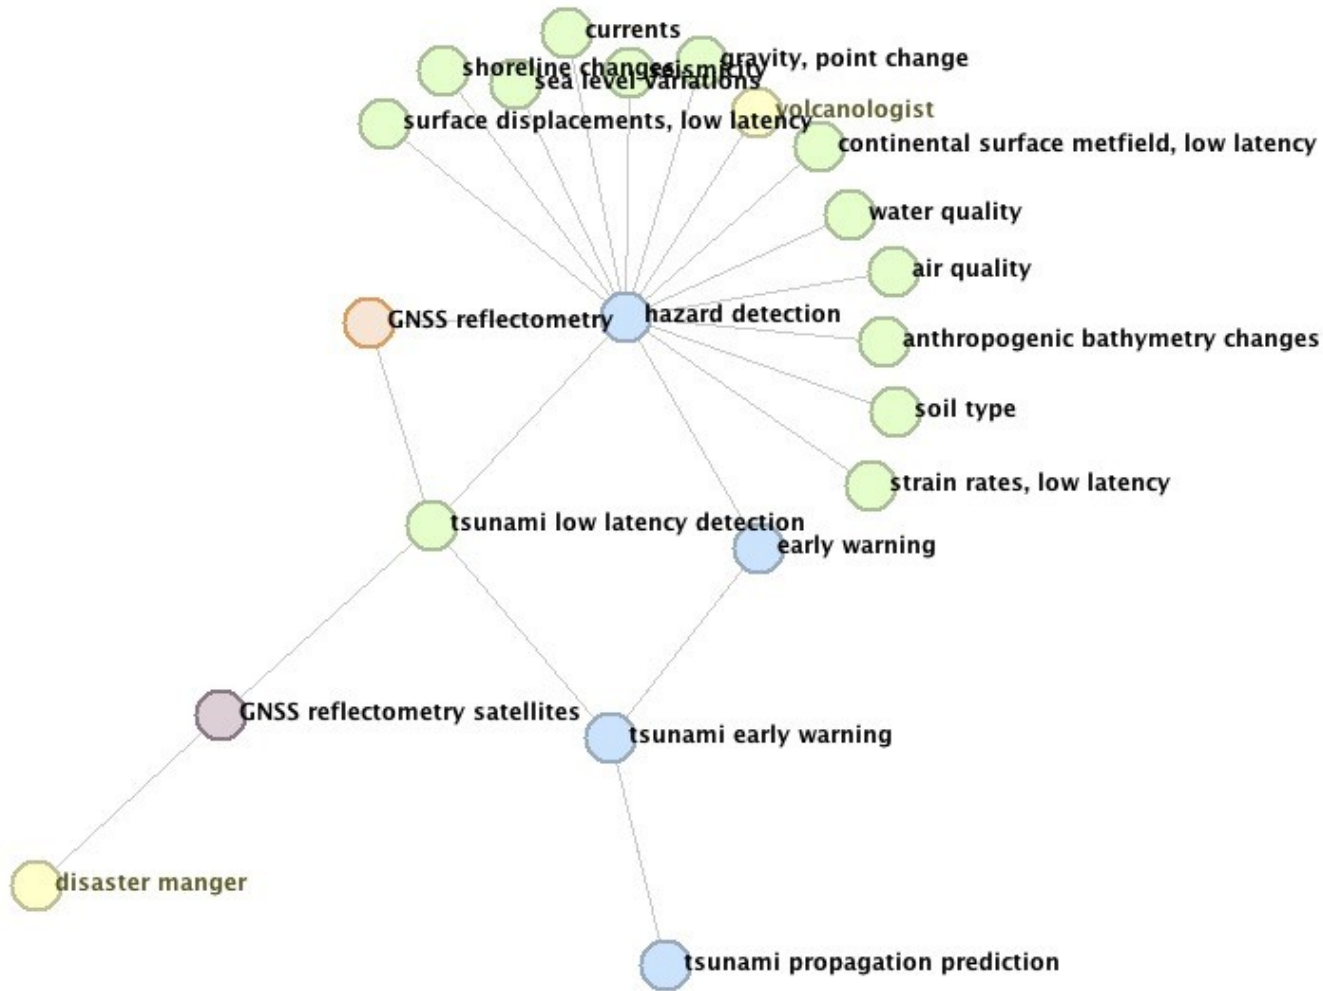 currents
gravity, point change
shoreline changes
seismicity
sea level variations
volcanologist
surface displacements, low latency
continental surface metfield, low latency
water quality
air quality
hazard detection
GNSS reflectometry
anthropogenic bathymetry changes
soil type
strain rates, low latency
tsunami low latency detection
early warning
GNSS reflectometry satellites
tsunami early warning
disaster manger
tsunami propagation prediction